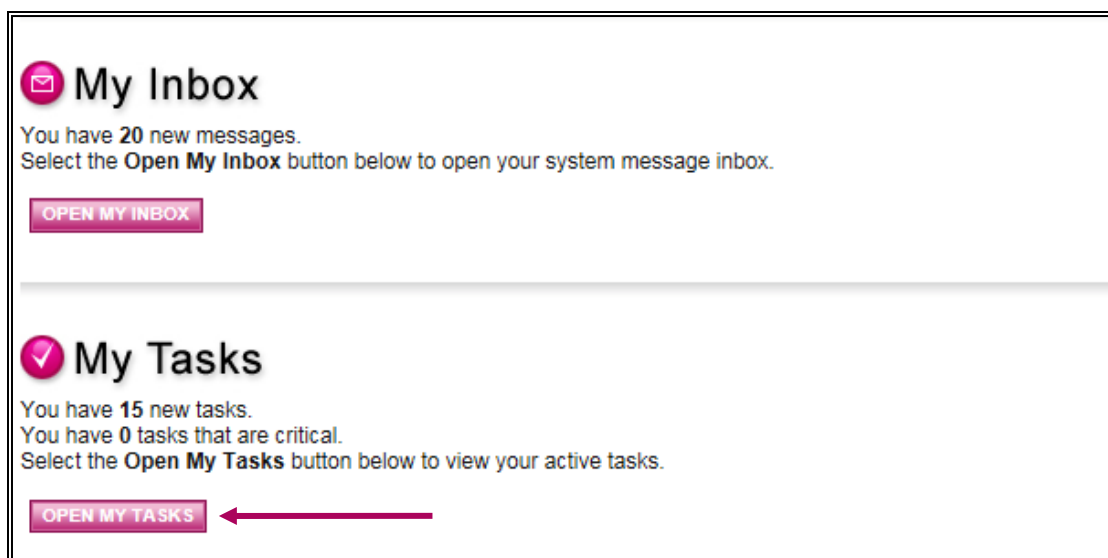 My Inbox
You have 20 new messages.
Select the Open My Inbox button below to open your system message inbox.
OPEN MY INBOX
My Tasks
You have 15 new tasks.
You have 0 tasks that are critical.
Select the Open My Tasks button below to view your active tasks.
OPEN MY TASKS